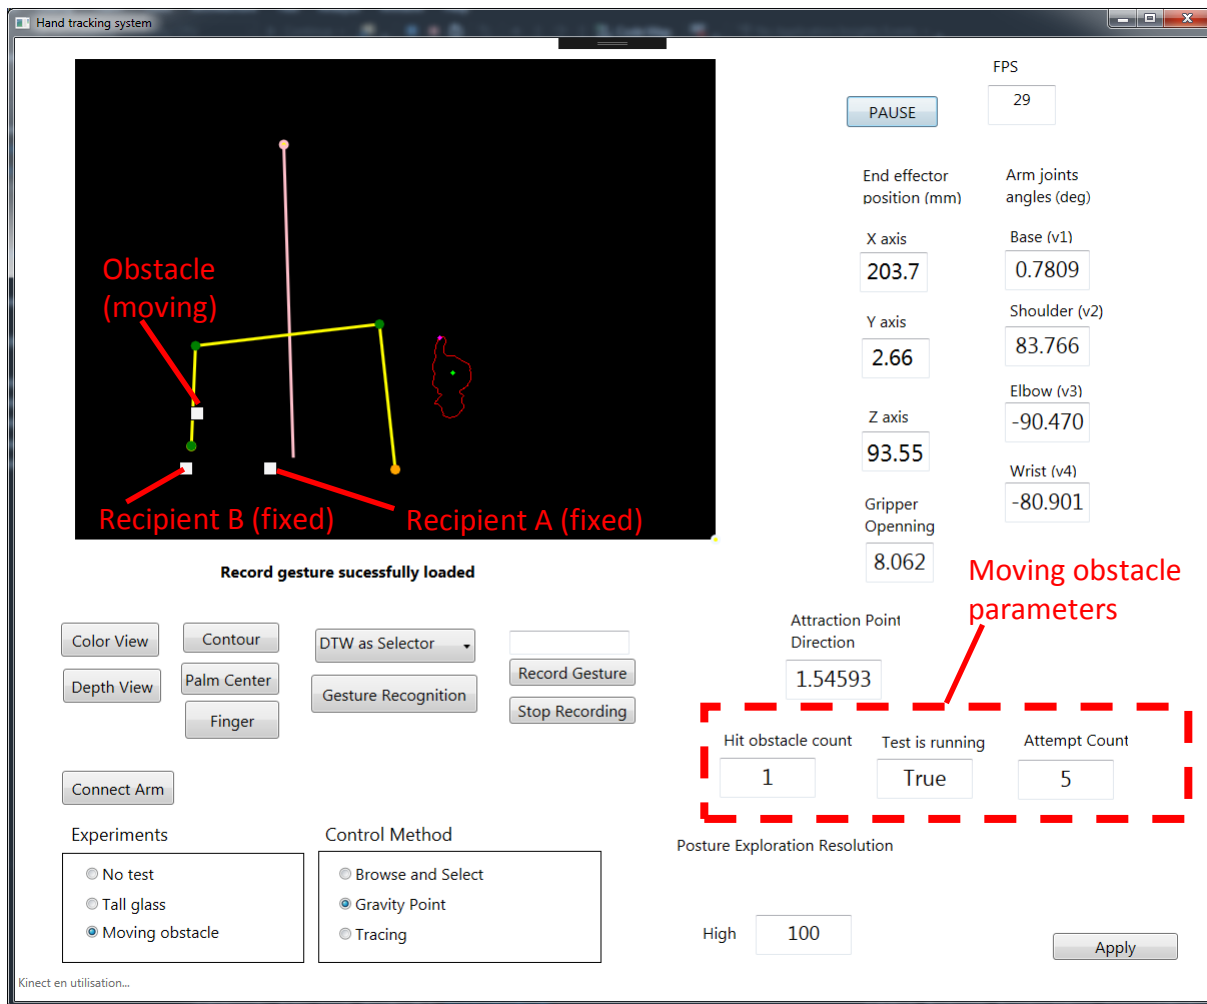 Hand tracking system
FPS
29
PAUSE
End effector
position (mm)
Arm joints
angles (deg)
X axis
203.7
Base (v1)
0.7809
Y axis
2.66
Shoulder (v2)
83.766
Z axis
93.55
Elbow (v3)
-90.470
Gripper
Openning
8.062
Wrist (v4)
-80.901
Obstacle
(moving)
Recipient B (fixed)
Recipient A (fixed)
Record gesture sucessfully loaded
Moving obstacle
parameters
Color View
Contour
DTW as Selector
Depth View
Palm Center
Gesture Recognition
Record Gesture
Finger
Stop Recording
Attraction Point
Direction
1.54593
Hit obstacle count
Test is running
Attempt Count
1
True
5
Connect Arm
Experiments
No test
Tall glass
Moving obstacle
Control Method
Browse and Select
Gravity Point
Tracing
Posture Exploration Resolution
High
100
Apply
Kinect en utilisation...